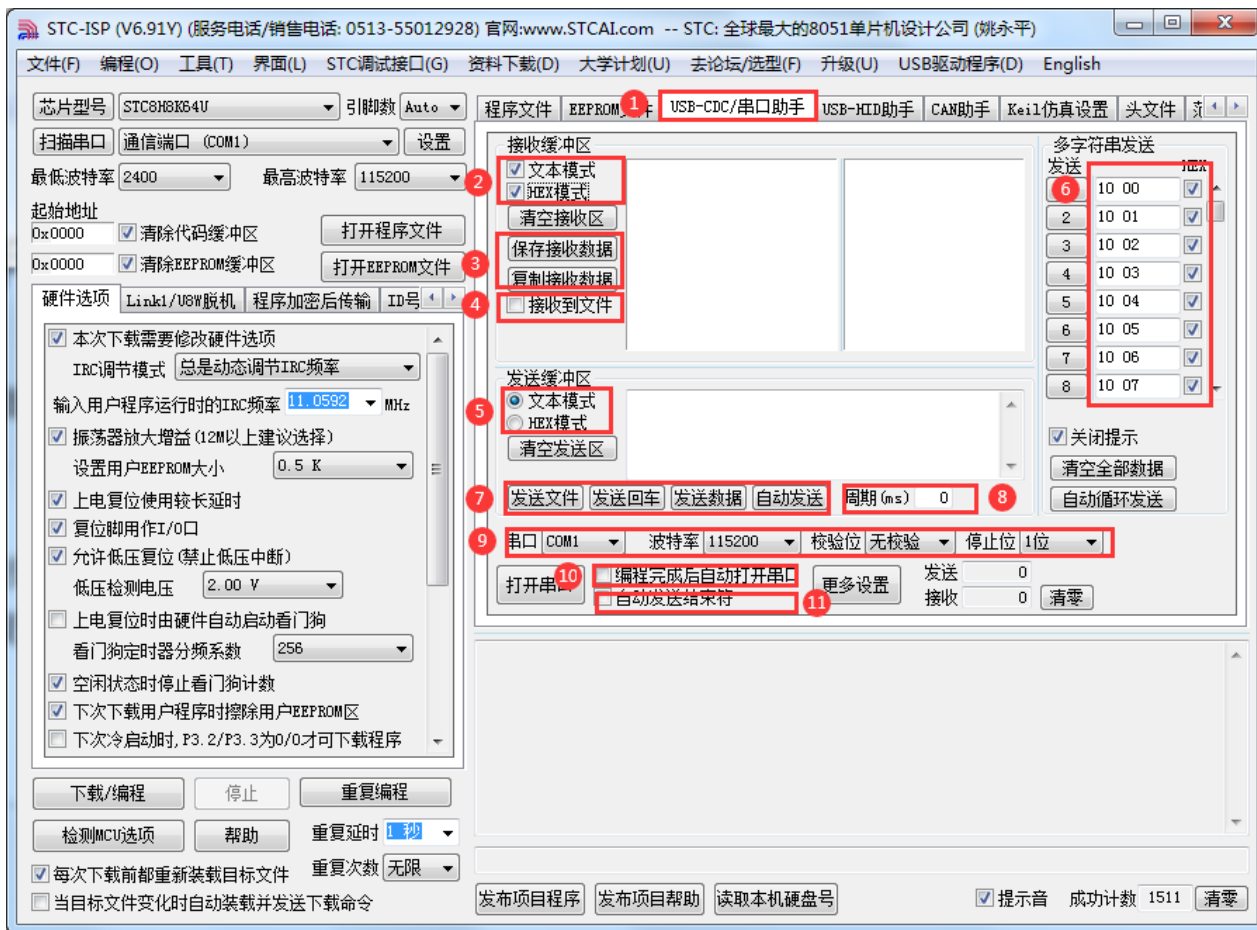 STC-ISP (V6.91Y) (服务电话/销售电话: 0513-55012928) 官网:www.STCAI.com -- STC: 全球最大的8051单片机设计公司 (姚永平)
文件(F) 编程(O) 工具(T) 界面(L) STC调试接口(G) 资料下载(D) 大学计划(U) 去论坛/选型(F) 升级(U) USB驱动程序(D) English
芯片型号 STC8H8K64U 引脚数 Auto
扫描串口 通信端口 (COM1) 设置
最低波特率 2400 最高波特率 115200
起始地址
0x0000 清除代码缓冲区 打开程序文件
0x0000 清除EEPROM缓冲区 打开EEPROM文件
硬件选项 Link1/U8W脱机 程序加密后传输 ID号
本次下载需要修改硬件选项
IRC调节模式 总是动态调节IRC频率
输入用户程序运行时的IRC频率 11.0592 MHz
振荡器放大增益(12M以上建议选择)
设置用户EEPROM大小 0.5 K
上电复位使用较长延时
复位脚用作I/O口
允许低压复位(禁止低压中断)
低压检测电压 2.00 V
上电复位时由硬件自动启动看门狗
看门狗定时器分频系数 256
空闲状态时停止看门狗计数
下次下载用户程序时擦除用户EEPROM区
下次冷启动时,P3.2/P3.3为0/0才可下载程序
下载/编程 停止 重复编程
检测MCU选项 帮助 重复延时 1 秒
每次下载前都重新装载目标文件 重复次数 无限
当目标文件变化时自动装载并发送下载命令
程序文件 EEPROM文件 1 USB-CDC/串口助手 USB-HID助手 CAN助手 Keil仿真设置 头文件
接收缓冲区
2 文本模式
HEX模式
清空接收区
3 保存接收数据
复制接收数据
4 接收到文件
发送缓冲区
5 文本模式
HEX模式
清空发送区
7 发送文件 发送回车 发送数据 自动发送 周期(ms) 0 8
9 串口 COM1 波特率 115200 校验位 无校验 停止位 1位
打开串口 10 编程完成后自动打开串口 更多设置 发送 0
自动发送结束符 11 接收 0 清零
多字符串发送
发送 HEX
6 10 00
2 10 01
3 10 02
4 10 03
5 10 04
6 10 05
7 10 06
8 10 07
关闭提示
清空全部数据
自动循环发送
发布项目程序 发布项目帮助 读取本机硬盘号 提示音 成功计数 1511 清零